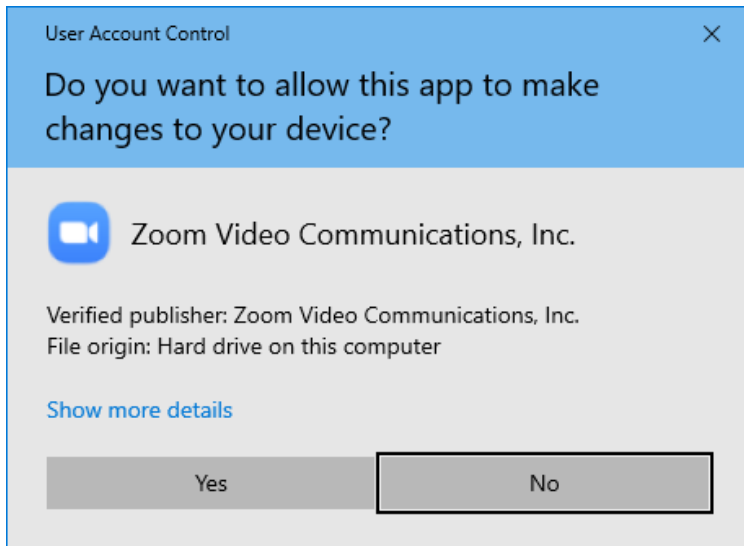 User Account Control
Do you want to allow this app to make
changes to your device?
Zoom Video Communications, Inc.
Verified publisher: Zoom Video Communications, Inc.
File origin: Hard drive on this computer
Show more details
Yes
No